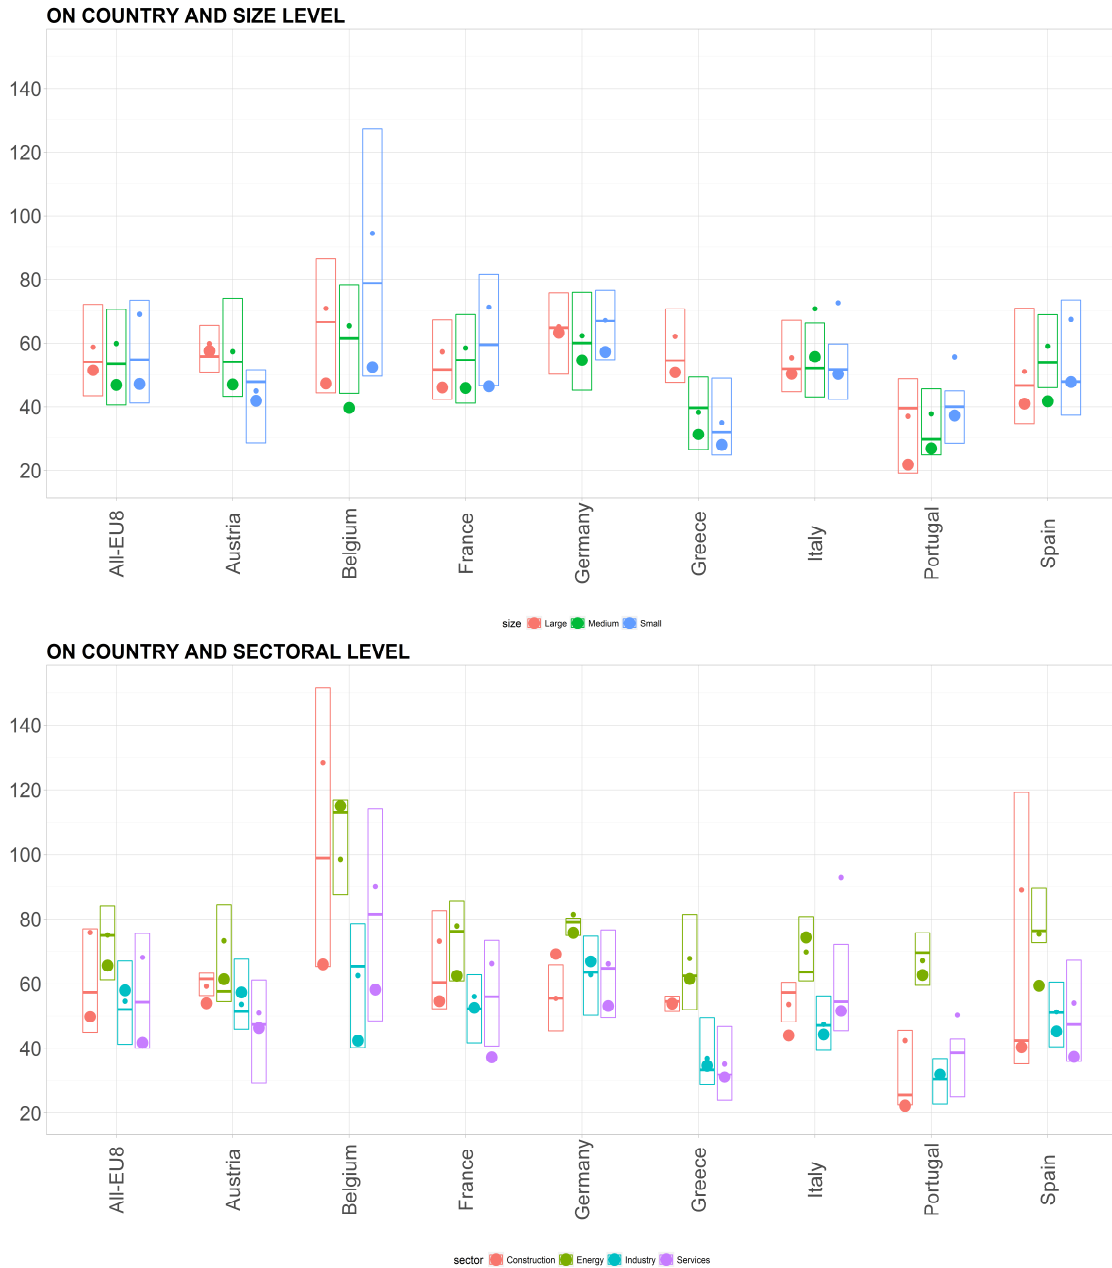 ON COUNTRY AND SIZE LEVEL
140
120
100
80
60
40
20
All-EU8
Austria
Belgium
France
Germany
Greece
Italy
Portugal
Spain
size Large Medium Small
ON COUNTRY AND SECTORAL LEVEL
140
120
100
80
60
40
20
All-EU8
Austria
Belgium
France
Germany
Greece
Italy
Portugal
Spain
sector Construction Energy Industry Services